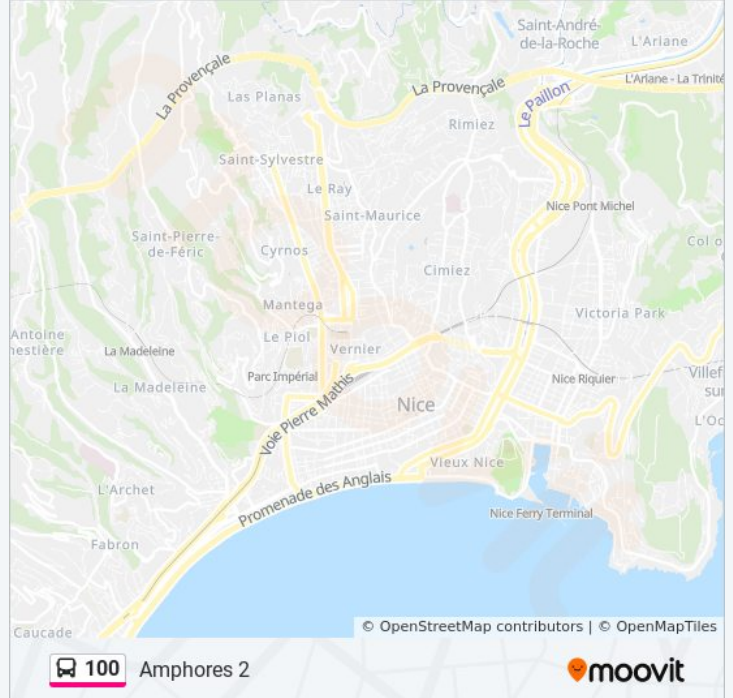 Saint-André-
de-la-Roche
L'Ariane
La Provençale
La Provençale
L'Ariane - La Trinité
Las Planas
Le Paillon
Rimiez
Saint-Sylvestre
Le Ray
Nice Pont Michel
Saint-Maurice
Saint-Pierre-
de-Féric
Cyrnos
Col
Cimiez
Mantega
Victoria Park
Antoine
Le Piol
La Madeleine
Vernier
Parc Impérial
Nice Riquier
La Madeleine
Nice
Voie Pierre Mathis
Vieux Nice
L'Archet
Promenade des Anglais
Nice Ferry Terminal
Fabron
Caucade
© OpenStreetMap contributors | © OpenMapTiles
100 Amphores 2
moovit